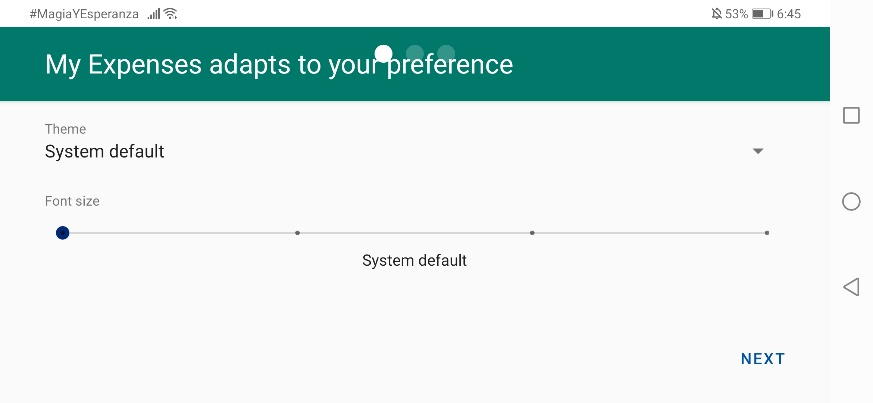 #MagiaYEsperanza 53% 6:45
My Expenses adapts to your preference
Theme
System default
Font size
System default
NEXT